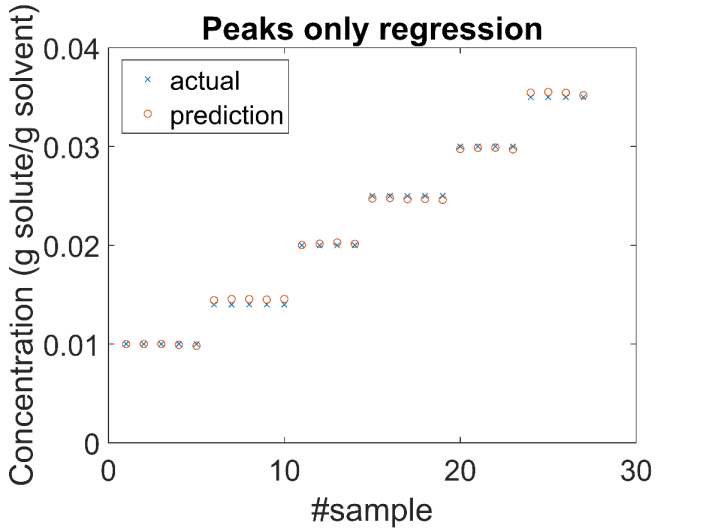 Peaks only regression
Concentration (g solute/g solvent)
0.04
0.03
0.02
0.01
0
actual
prediction
0
10
20
30
#sample